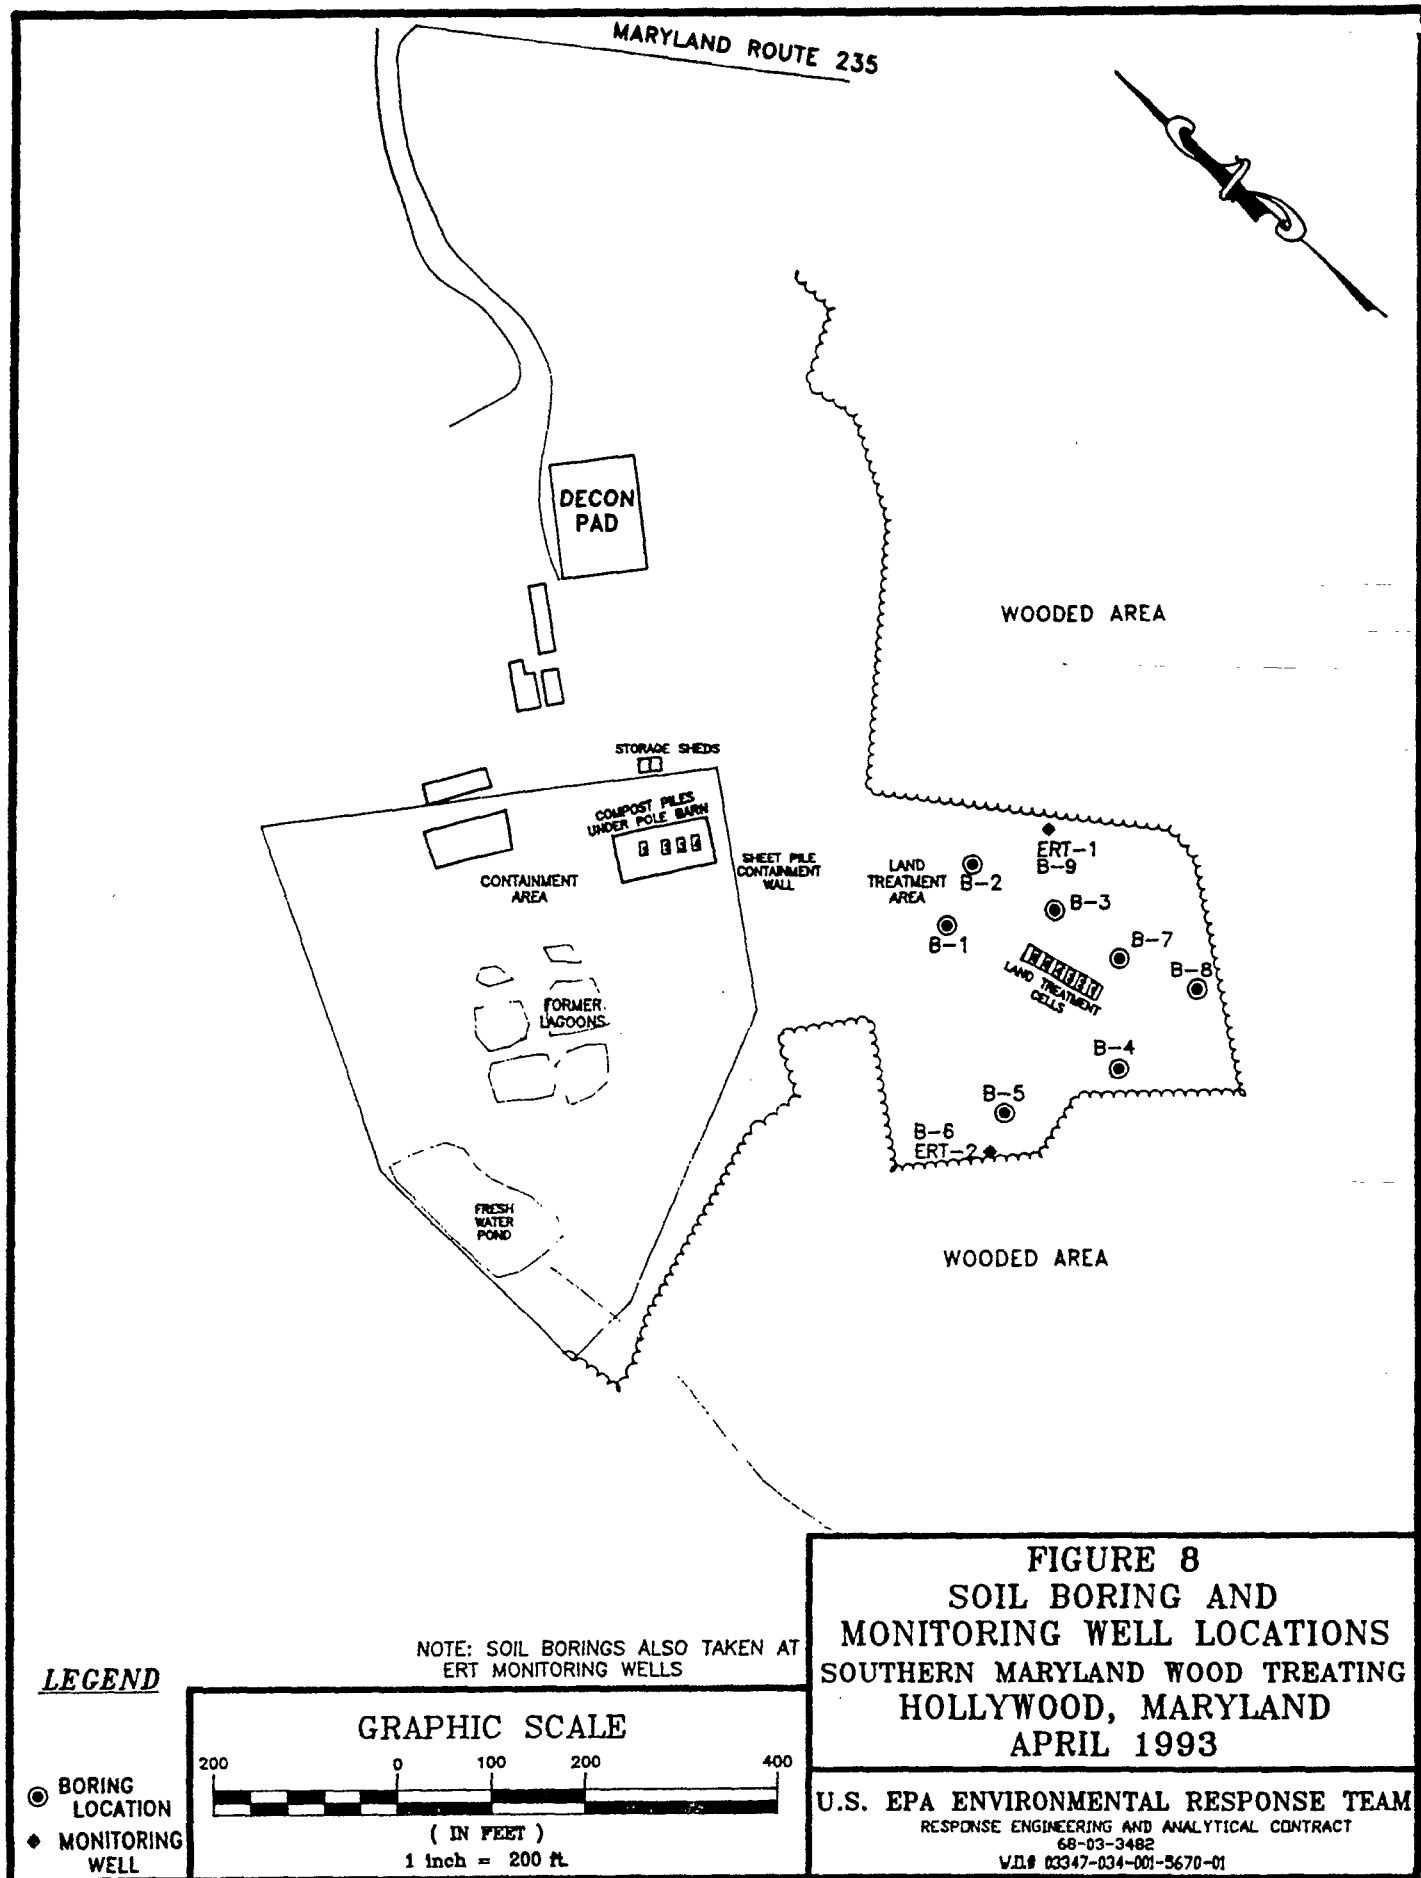 MARYLAND ROUTE 235
DECON
PAD
WOODED AREA
STORAGE SHEDS
COMPOST PILES
UNDER POLE BARN
SHEET PILE
CONTAINMENT
WALL
CONTAINMENT
AREA
LAND
TREATMENT
AREA
B-2
ERT-1
B-9
B-3
B-1
B-7
B-8
LAND TREATMENT
CELLS
FORMER
LAGOONS
B-4
B-5
B-6
ERT-2
FRESH
WATER
POND
WOODED AREA
NOTE: SOIL BORINGS ALSO TAKEN AT
ERT MONITORING WELLS
LEGEND
BORING
LOCATION
MONITORING
WELL
GRAPHIC SCALE
200 0 100 200 400
( IN FEET )
1 inch = 200 ft.
FIGURE 8
SOIL BORING AND
MONITORING WELL LOCATIONS
SOUTHERN MARYLAND WOOD TREATING
HOLLYWOOD, MARYLAND
APRIL 1993
U.S. EPA ENVIRONMENTAL RESPONSE TEAM
RESPONSE ENGINEERING AND ANALYTICAL CONTRACT
68-03-3482
W.O.# 03347-034-001-5670-01